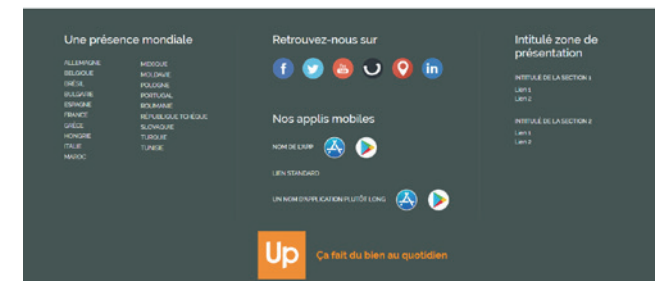 Une présence mondiale
ALLEMAGNE
BELGIQUE
BRÉSIL
BULGARIE
ESPAGNE
FRANCE
GRÈCE
HONGRIE
ITALIE
MAROC
MEXIQUE
MOLDAVIE
POLOGNE
PORTUGAL
ROUMANIE
RÉPUBLIQUE TCHÈQUE
SLOVAQUIE
TURQUIE
TUNISIE
Retrouvez-nous sur
f
You
Tube
in
Nos applis mobiles
NOM DE L'APP
LIEN STANDARD
UN NOM D'APPLICATION PLUTÔT LONG
Intitulé zone de
présentation
INTITULÉ DE LA SECTION 1
Lien 1
Lien 2
INTITULÉ DE LA SECTION 2
Lien 1
Lien 2
Up
Ça fait du bien au quotidien